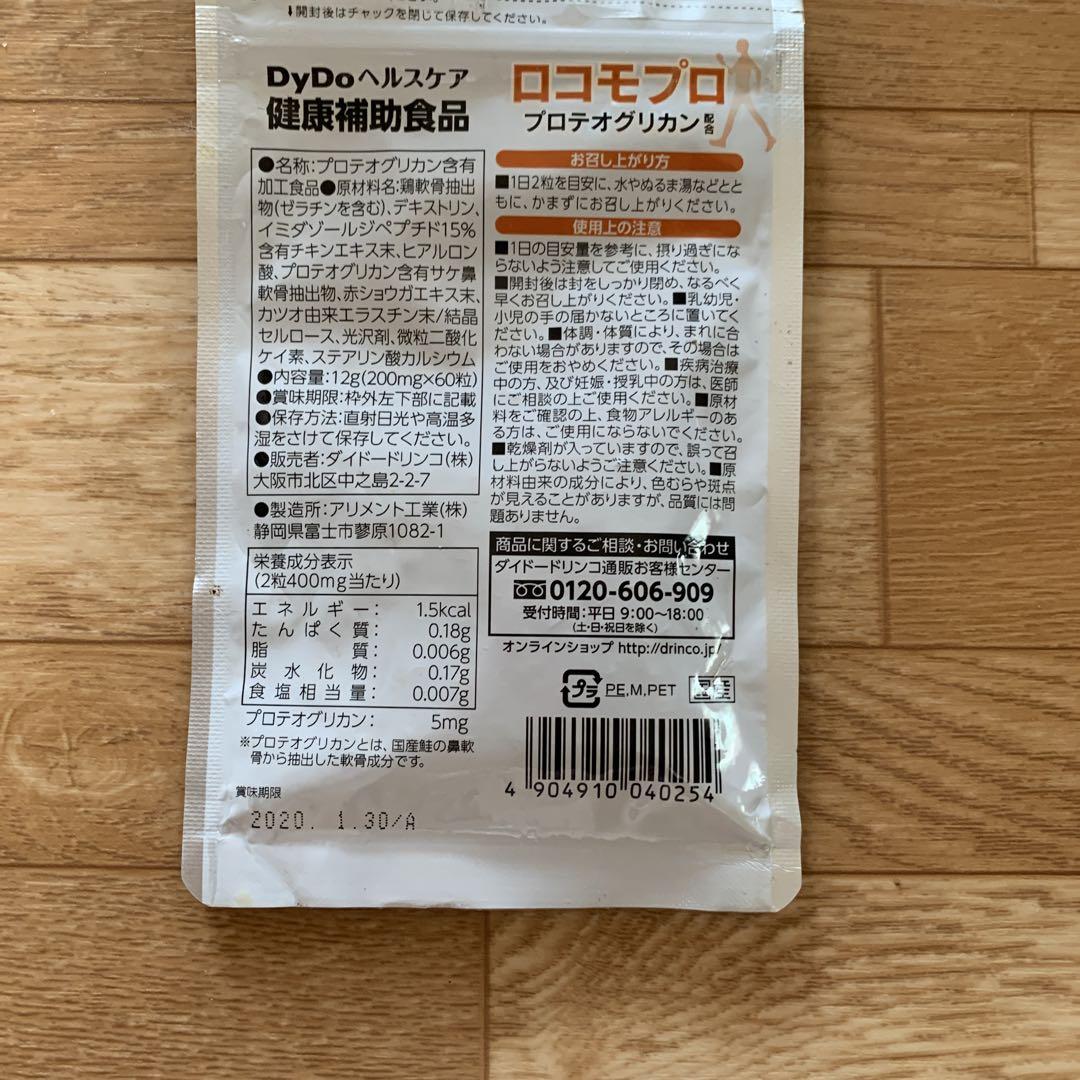 ↓開封後はチャックを閉じて保存してください。
DyDoヘルスケア
健康補助食品
●名称:プロテオグリカン含有
加工食品●原材料名:鶏軟骨抽出
物(ゼラチンを含む)、デキストリン、
イミダゾールジペプチド15%
含有チキンエキス末、ヒアルロン
酸、プロテオグリカン含有サケ鼻
軟骨抽出物、赤ショウガエキス末、
カツオ由来エラスチン末/結晶
セルロース、光沢剤、微粒二酸化
ケイ素、ステアリン酸カルシウム
●内容量:12g(200mg×60粒)
●賞味期限:枠外左下部に記載
●保存方法:直射日光や高温多
湿をさけて保存してください。
●販売者:ダイドードリンコ(株)
大阪市北区中之島2-2-7
●製造所:アリメント工業(株)
静岡県富士市蓼原1082-1
栄養成分表示
(2粒400mg当たり)
エネルギー: 1.5kcal
たんぱく質: 0.18g
脂質: 0.006g
炭水化物: 0.17g
食塩相当量: 0.007g
プロテオグリカン: 5mg
※プロテオグリカンとは、国産鮭の鼻軟
骨から抽出した軟骨成分です。
賞味期限
2020. 1.30/A
ロコモプロ
プロテオグリカン配合
お召し上がり方
■1日2粒を目安に、水やぬるま湯などとと
もに、かまずにお召し上がりください。
使用上の注意
■1日の目安量を参考に、摂り過ぎにな
らないよう注意してご使用ください。
■開封後は封をしっかり閉め、なるべく
早くお召し上がりください。■乳幼児・
小児の手の届かないところに置いてく
ださい。■体調・体質により、まれに合
わない場合がありますので、その場合は
ご使用をおやめください。■疾病治療
中の方、及び妊娠・授乳中の方は、医師
にご相談の上ご使用ください。■原材
料をご確認の上、食物アレルギーのあ
る方は、ご使用にならないでください。
■乾燥剤が入っていますので、誤って召
し上がらないようご注意ください。■原
材料由来の成分により、色むらや斑点
が見えることがありますが、品質には問
題ありません。
商品に関するご相談・お問い合わせ
ダイドードリンコ通販お客様センター
0120-606-909
受付時間:平日 9:00〜18:00
(土・日・祝日を除く)
オンラインショップ http://drinco.jp/
プラ PE,M,PET 国産
4 904910 040254